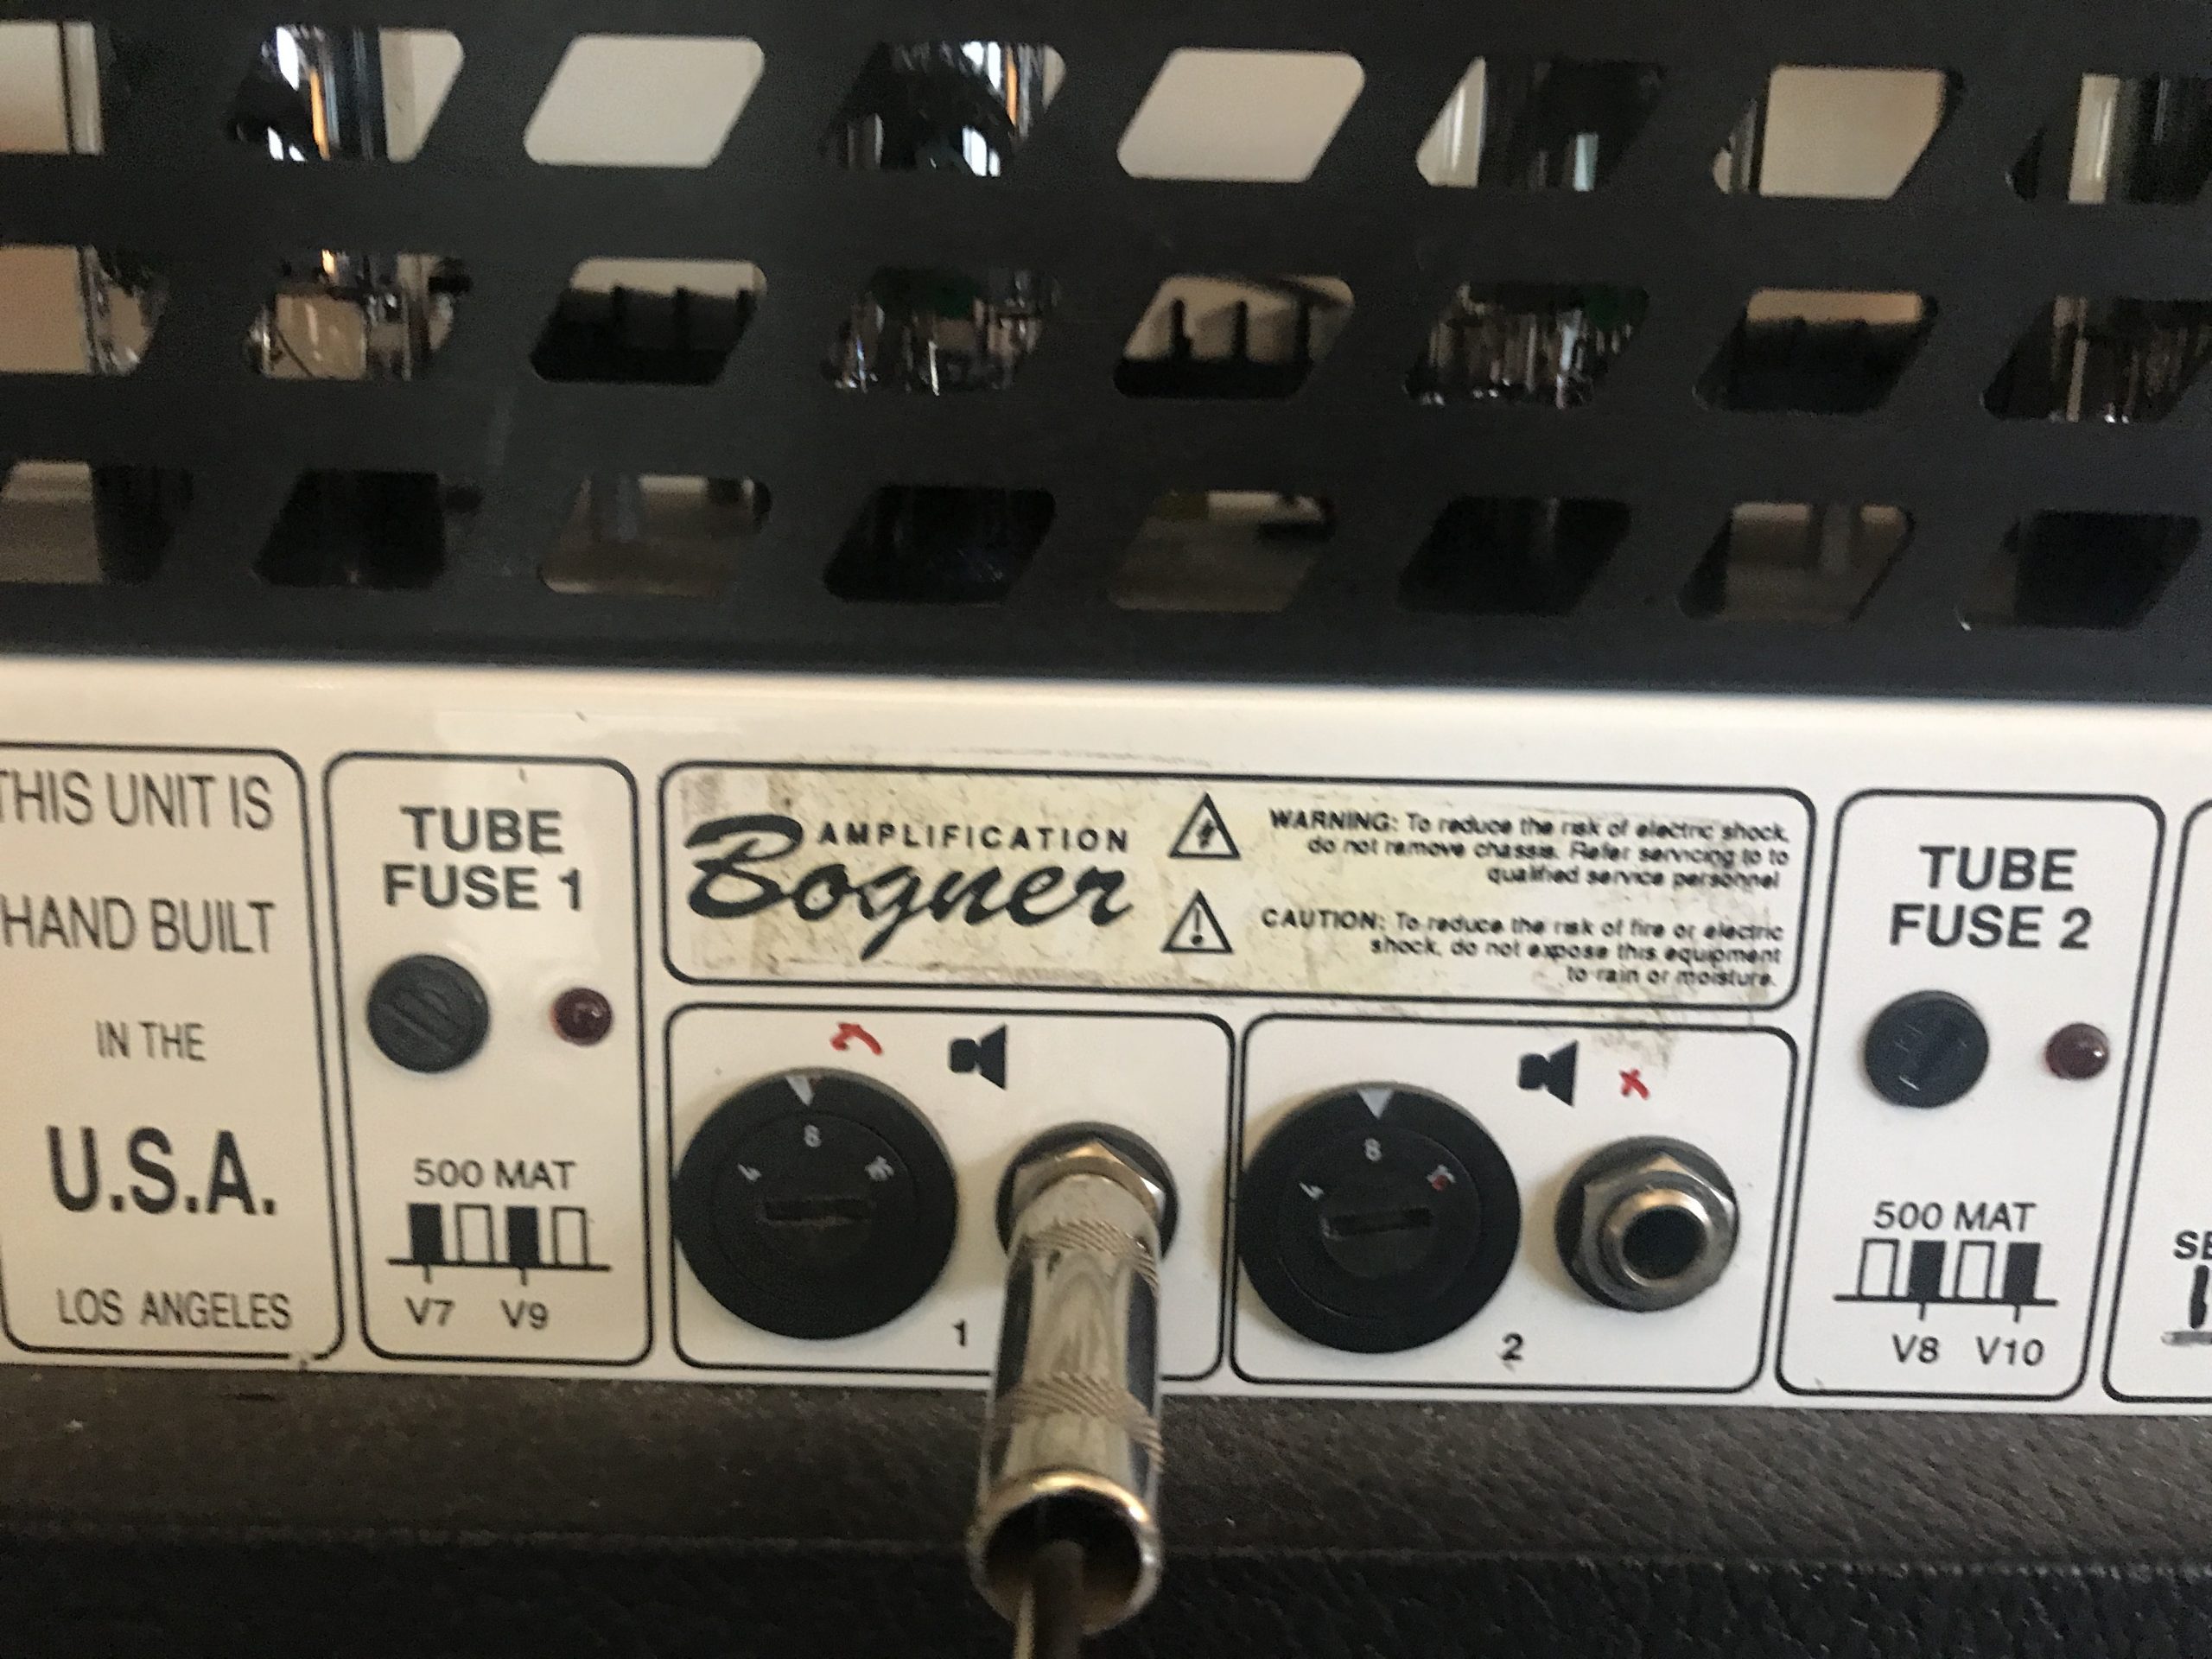 THIS UNIT IS
HAND BUILT
IN THE
U.S.A.
LOS ANGELES
TUBE
FUSE 1
500 MAT
V7 V9
AMPLIFICATION
Bogner
WARNING: To reduce the risk of electric shock,
do not remove chassis. Refer servicing to to
qualified service personnel
CAUTION: To reduce the risk of fire or electric
shock, do not expose this equipment
to rain or moisture.
4 8 16
1
4 8 16
2
TUBE
FUSE 2
500 MAT
V8 V10